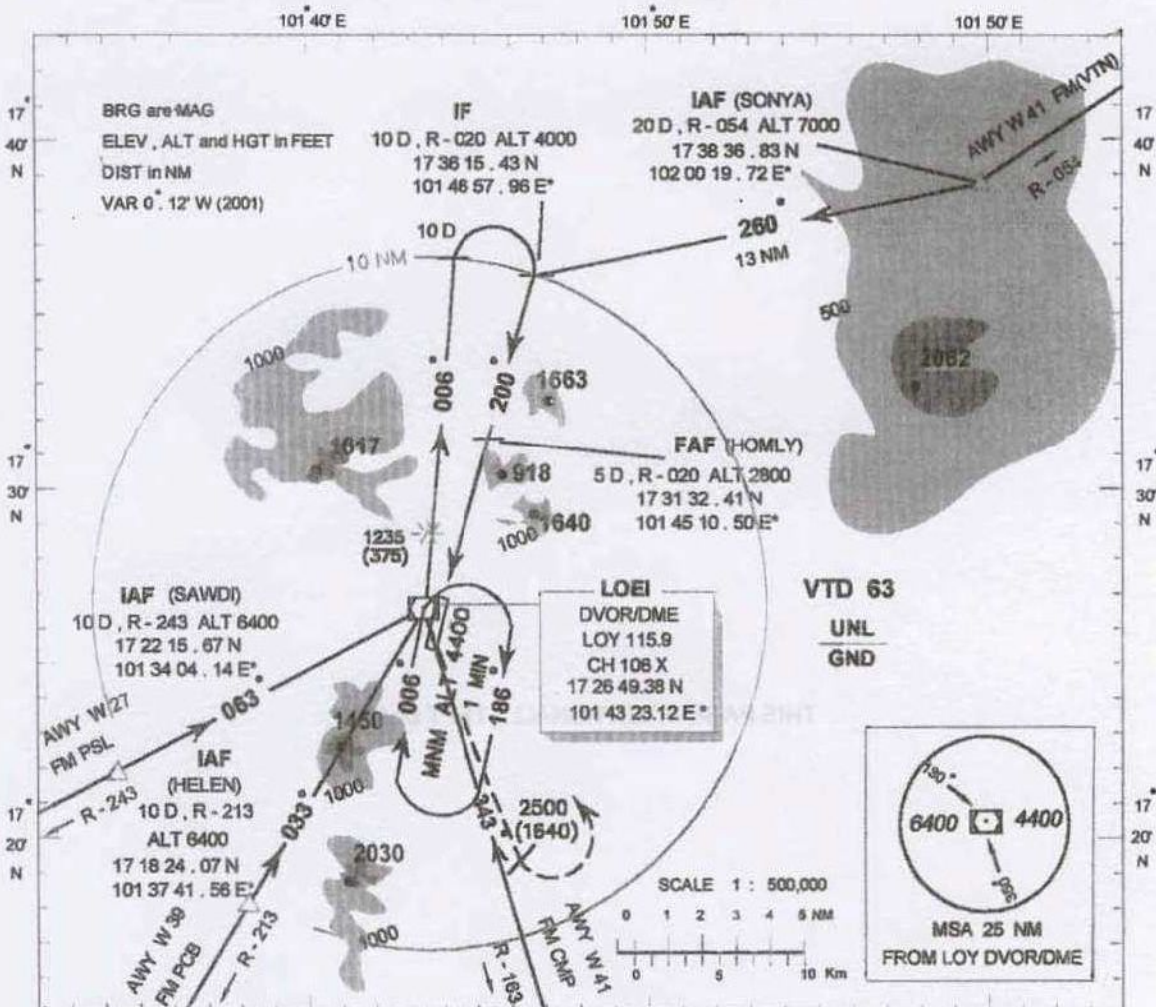 101° 40' E
101° 50' E
101° 50' E
17° 40' N
BRG are MAG
ELEV, ALT and HGT in FEET
DIST in NM
VAR 0°. 12' W (2001)
IF
10 D, R-020 ALT 4000
17 36 15.43 N
101 46 57.96 E*
IAF (SONYA)
20 D, R-054 ALT 7000
17 38 36.83 N
102 00 19.72 E*
AWY W 41 FM(VTN)
R-054
17° 40' N
260°
13 NM
10 D
10 NM
1000
1617
006°
200°
1563
500
2082
FAF (HOMLY)
5 D, R-020 ALT 2800
17 31 32.41 N
101 45 10.50 E*
17° 30' N
17° 30' N
918
1640
1000
1235
(375)
IAF (SAWDI)
10 D, R-243 ALT 6400
17 22 15.67 N
101 34 04.14 E*
LOEI
DVOR/DME
LOY 115.9
CH 106 X
17 26 49.38 N
101 43 23.12 E*
VTD 63
UNL
GND
063°
AWY W 27
FM PSL
R-243
MNM ALT 4400
1 MIN
006°
186°
1450
1000
IAF
(HELEN)
10 D, R-213
ALT 6400
17 18 24.07 N
101 37 41.56 E*
033°
343°
2500
(1640)
17° 20' N
17° 20' N
2030
1000
AWY W 39
FM PCB
R-213
R-163
AWY W 41
FM CMP
SCALE 1 : 500,000
0 1 2 3 4 5 NM
0 5 10 Km
130°
6400
4400
360°
MSA 25 NM
FROM LOY DVOR/DME